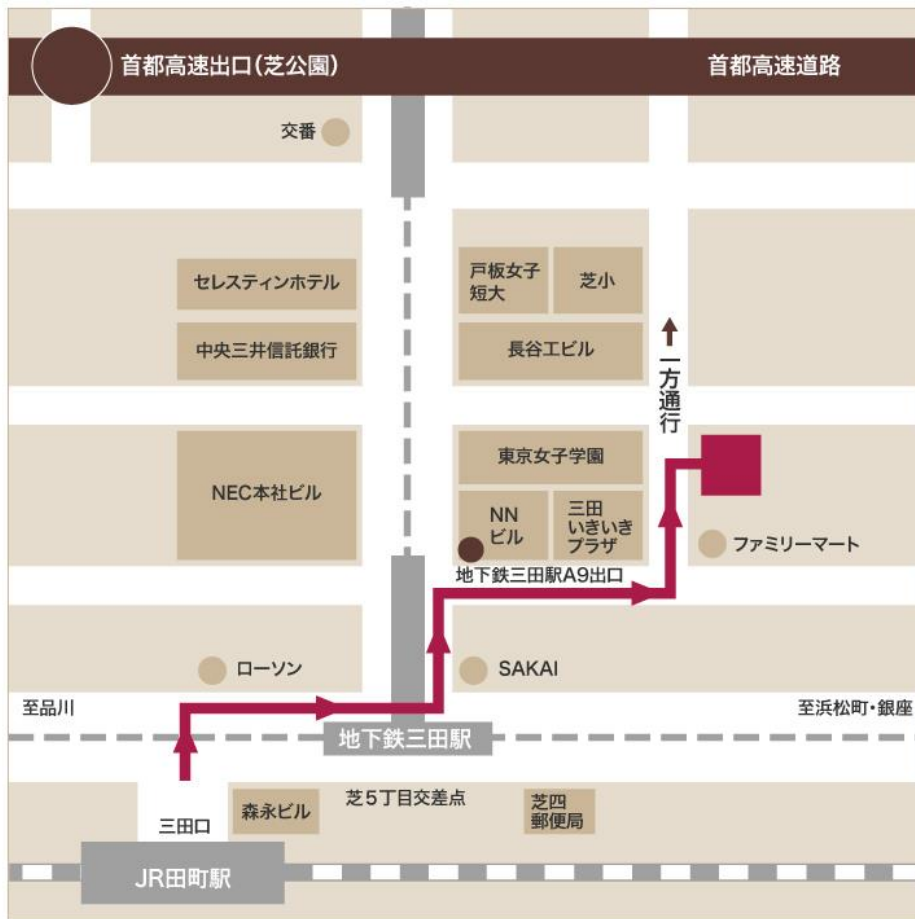 首都高速出口(芝公園)
首都高速道路
交番
セレスティンホテル
戸板女子
短大
芝小
中央三井信託銀行
長谷工ビル
一方通行
NEC本社ビル
東京女子学園
NN
ビル
三田
いきいき
プラザ
ファミリーマート
地下鉄三田駅A9出口
ローソン
SAKAI
至品川
至浜松町・銀座
地下鉄三田駅
森永ビル
芝5丁目交差点
芝四
郵便局
三田口
JR田町駅